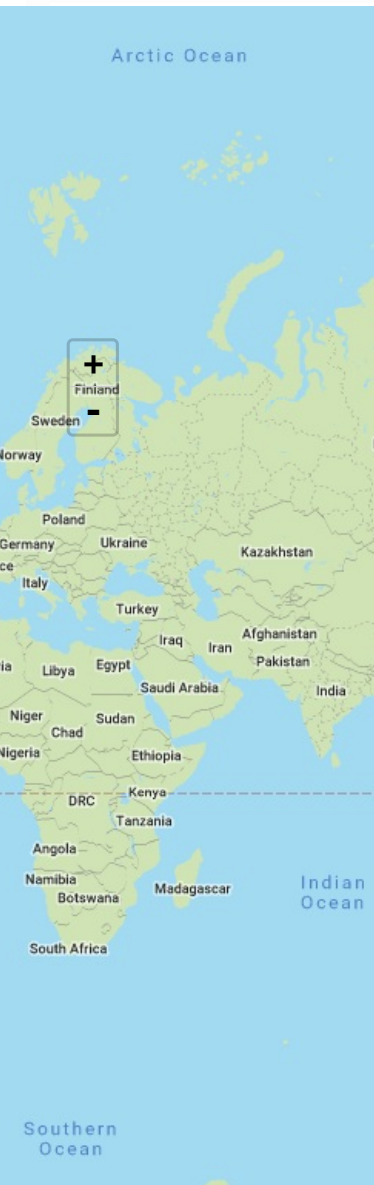 Arctic Ocean
+
Finland
-
Sweden
Norway
Poland
Germany
Ukraine
ce
Kazakhstan
Italy
Turkey
Afghanistan
Iraq
Iran
Pakistan
ia
Libya
Egypt
Saudi Arabia
India
Niger
Sudan
Chad
Nigeria
Ethiopia
Kenya
DRC
Tanzania
Angola
Namibia
Madagascar
Botswana
Indian
Ocean
South Africa
Southern
Ocean